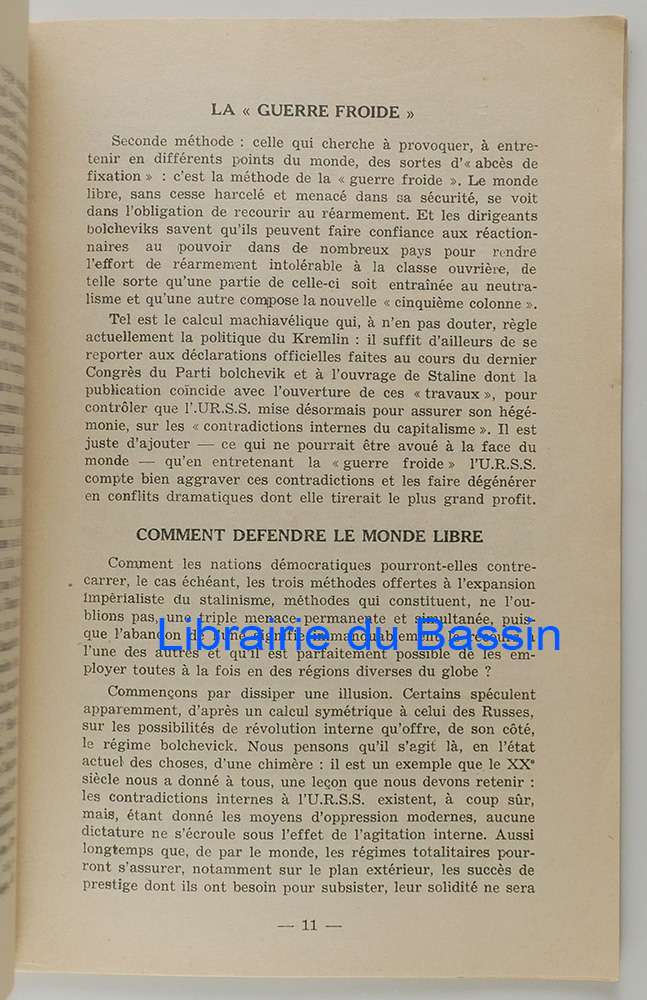 LA « GUERRE FROIDE »
Seconde méthode : celle qui cherche à provoquer, à entre-
tenir en différents points du monde, des sortes d'« abcès de
fixation » : c'est la méthode de la « guerre froide ». Le monde
libre, sans cesse harcelé et menacé dans sa sécurité, se voit
dans l'obligation de recourir au réarmement. Et les dirigeants
bolcheviks savent qu'ils peuvent faire confiance aux réaction-
naires au pouvoir dans de nombreux pays pour rendre
l'effort de réarmement intolérable à la classe ouvrière, de
telle sorte qu'une partie de celle-ci soit entraînée au neutra-
lisme et qu'une autre compose la nouvelle « cinquième colonne ».
Tel est le calcul machiavélique qui, à n'en pas douter, règle
actuellement la politique du Kremlin : il suffit d'ailleurs de se
reporter aux déclarations officielles faites au cours du dernier
Congrès du Parti bolchevik et à l'ouvrage de Staline dont la
publication coïncide avec l'ouverture de ces « travaux », pour
contrôler que l'.UR.S.S. mise désormais pour assurer son hégé-
monie, sur les « contradictions internes du capitalisme ». Il est
juste d'ajouter — ce qui ne pourrait être avoué à la face du
monde — qu'en entretenant la « guerre froide » l'U.R.S.S.
compte bien aggraver ces contradictions et les faire dégénérer
en conflits dramatiques dont elle tirerait le plus grand profit.
COMMENT DEFENDRE LE MONDE LIBRE
Comment les nations démocratiques pourront-elles contre-
carrer, le cas échéant, les trois méthodes offertes à l'expansion
impérialiste du stalinisme, méthodes qui constituent, ne l'ou-
blions pas, une triple menace permanente et simultanée, puis-
que l'abandon de l'une signifie immanquablement le recours à
Librairie du Bassin
l'une des autres et qu'il est parfaitement possible de les em-
ployer toutes à la fois en des régions diverses du globe ?
Commençons par dissiper une illusion. Certains spéculent
apparemment, d'après un calcul symétrique à celui des Russes,
sur les possibilités de révolution interne qu'offre, de son côté,
le régime bolchevick. Nous pensons qu'il s'agit là, en l'état
actuel des choses, d'une chimère : il est un exemple que le XXe
siècle nous a donné à tous, une leçon que nous devons retenir :
les contradictions internes à l'U.R.S.S. existent, à coup sûr,
mais, étant donné les moyens d'oppression modernes, aucune
dictature ne s'écroule sous l'effet de l'agitation interne. Aussi
longtemps que, de par le monde, les régimes totalitaires pour-
ront s'assurer, notamment sur le plan extérieur, les succès de
prestige dont ils ont besoin pour subsister, leur solidité ne sera
— 11 —